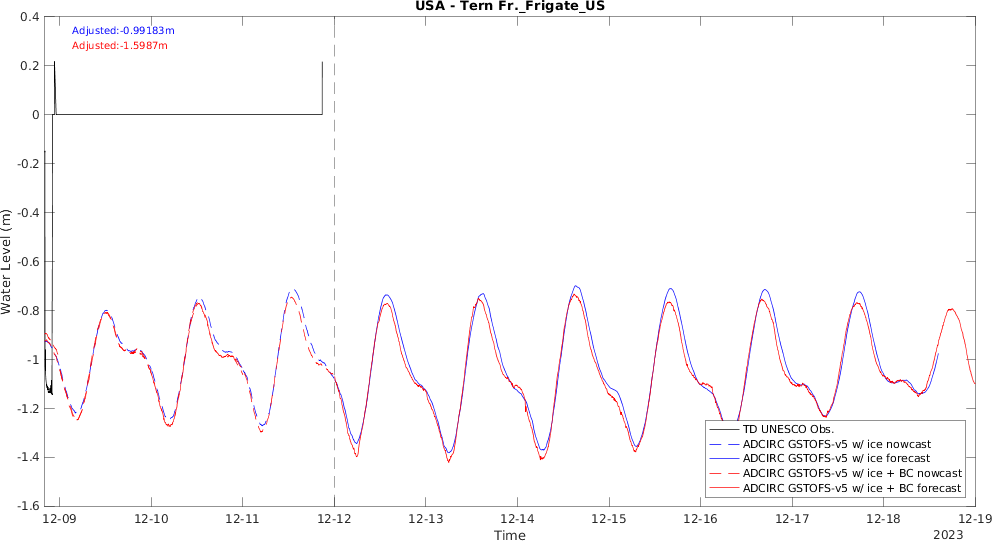 USA - Tern Fr._Frigate_US
Adjusted:-0.99183m
Adjusted:-1.5987m
0.4
0.2
0
-0.2
-0.4
-0.6
-0.8
-1
-1.2
-1.4
-1.6
Water Level (m)
TD UNESCO Obs.
ADCIRC GSTOFS-v5 w/ ice nowcast
ADCIRC GSTOFS-v5 w/ ice forecast
ADCIRC GSTOFS-v5 w/ ice + BC nowcast
ADCIRC GSTOFS-v5 w/ ice + BC forecast
12-09 12-10 12-11 12-12 12-13 12-14 12-15 12-16 12-17 12-18 12-19
Time
2023